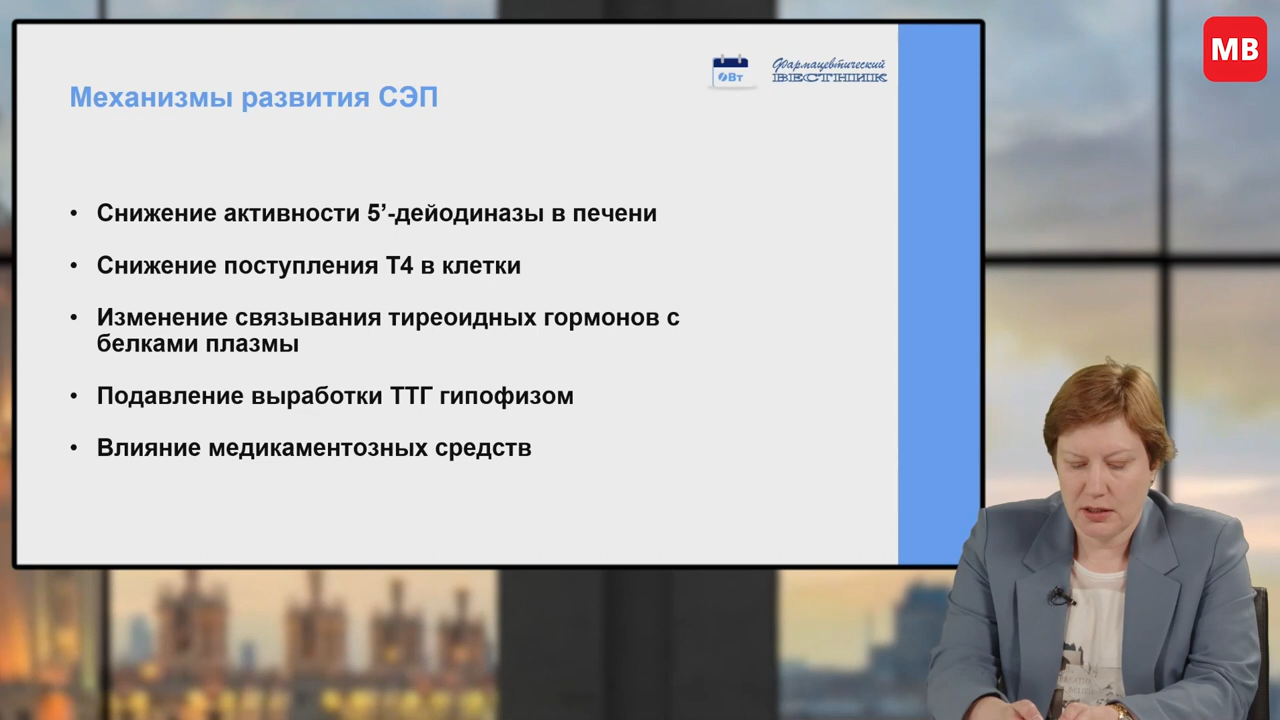 МВ
ФВт
Фармацевтический
ВЕСТНИК
Механизмы развития СЭП
• Снижение активности 5’-дейодиназы в печени
• Снижение поступления Т4 в клетки
• Изменение связывания тиреоидных гормонов с
белками плазмы
• Подавление выработки ТТГ гипофизом
• Влияние медикаментозных средств